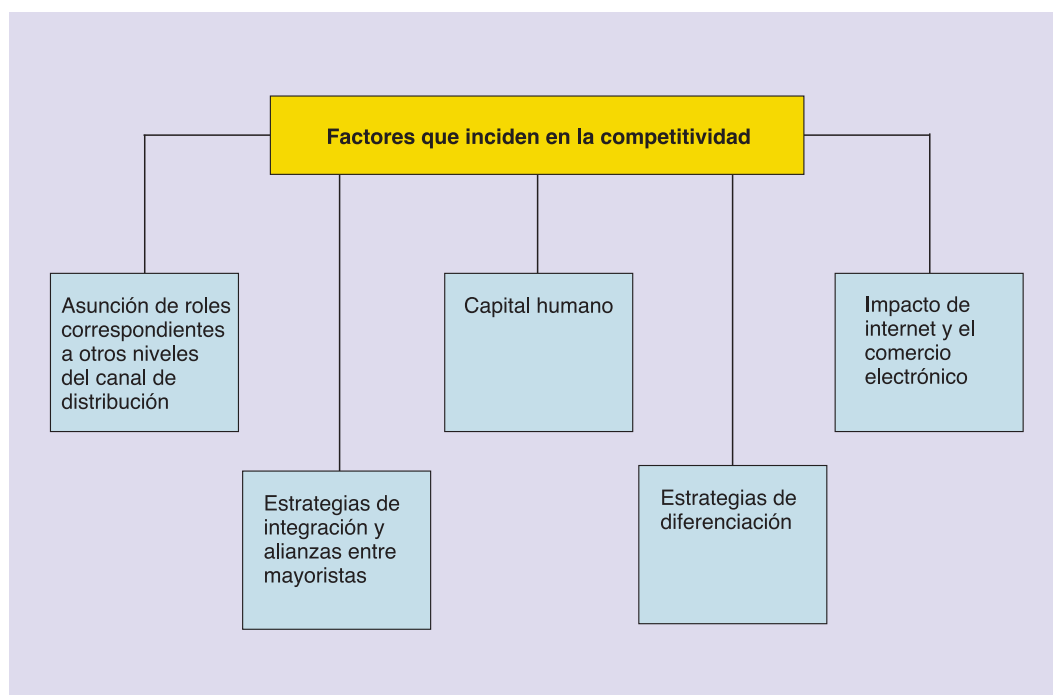 Factores que inciden en la competitividad
Asunción de roles
correspondientes
a otros niveles
del canal de
distribución
Estrategias de
integración y
alianzas entre
mayoristas
Capital humano
Estrategias de
diferenciación
Impacto de
internet y el
comercio
electrónico